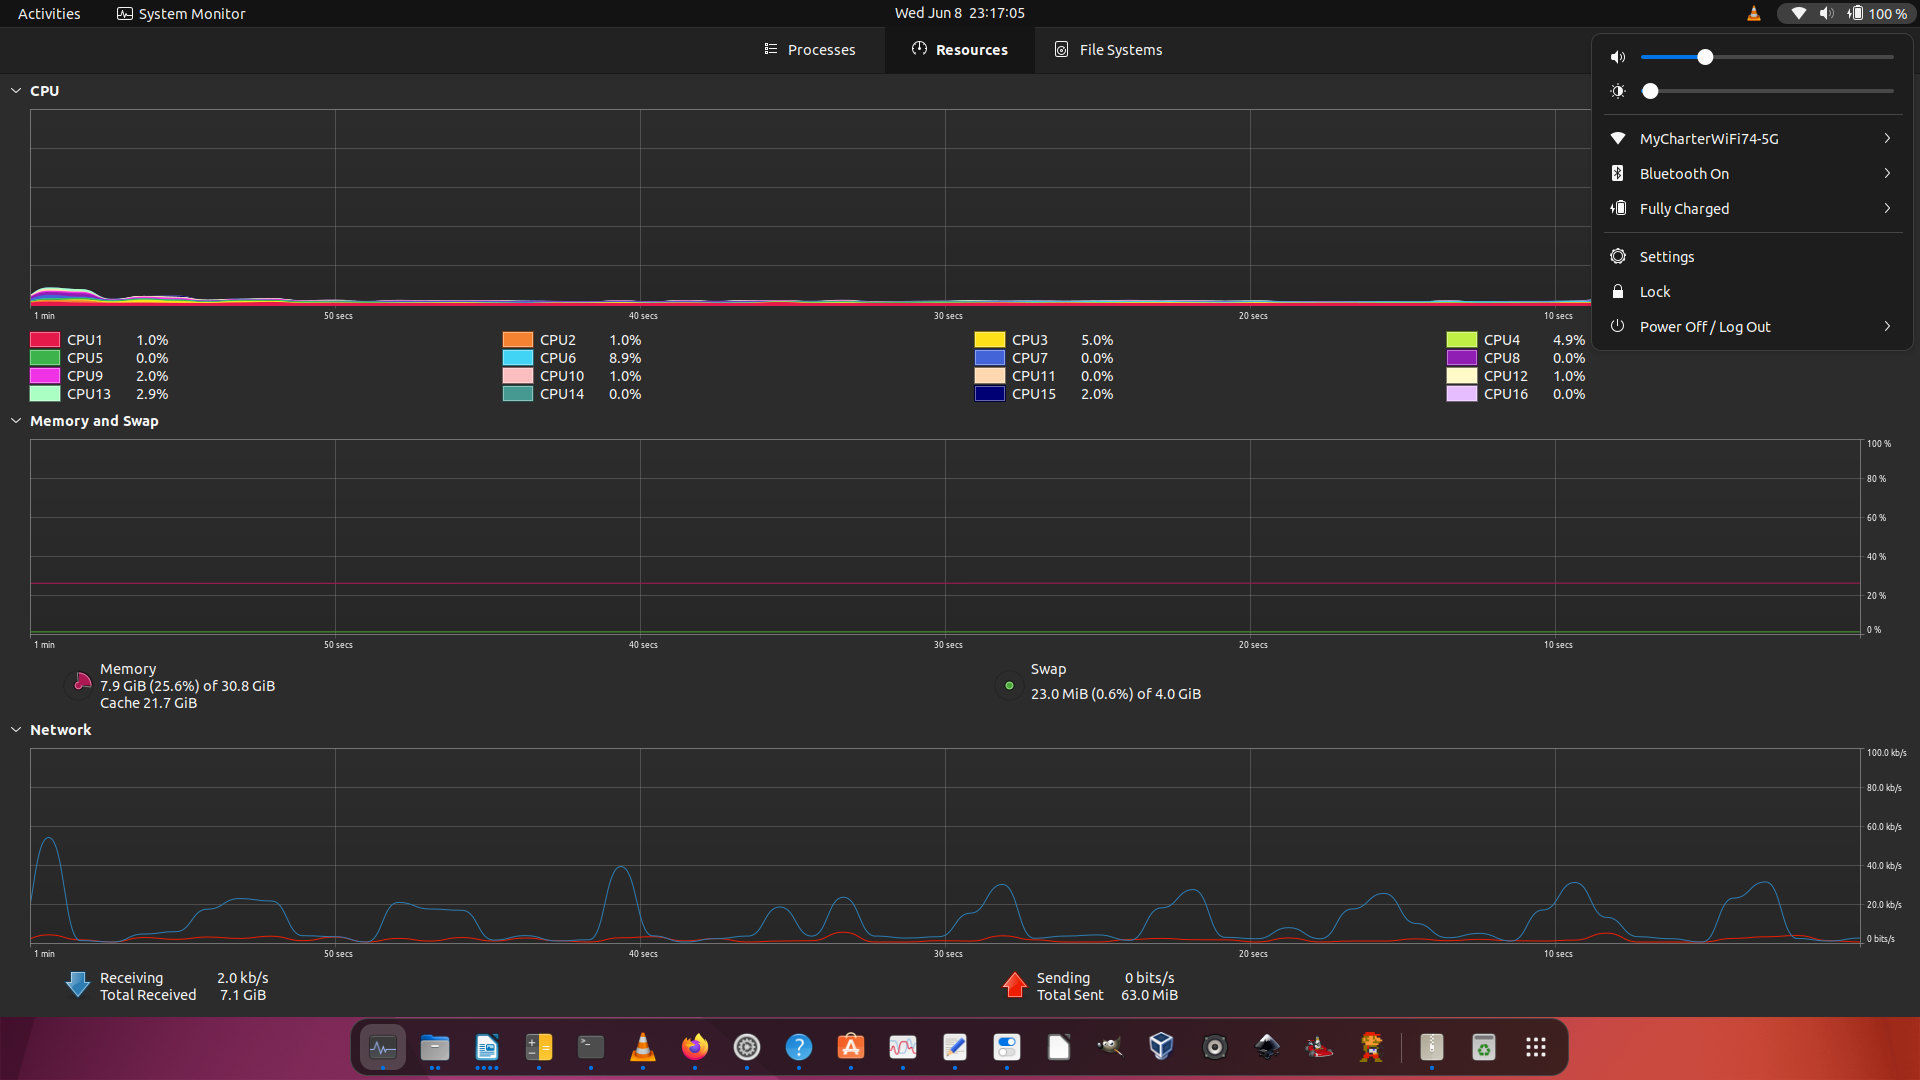 Activities System Monitor Wed Jun 8 23:17:05 100 %
Processes Resources File Systems
CPU
MyCharterWiFi74-5G
Bluetooth On
Fully Charged
Settings
Lock
Power Off / Log Out
1 min 50 secs 40 secs 30 secs 20 secs 10 secs
CPU1 1.0% CPU2 1.0% CPU3 5.0% CPU4 4.9%
CPU5 0.0% CPU6 8.9% CPU7 0.0% CPU8 0.0%
CPU9 2.0% CPU10 1.0% CPU11 0.0% CPU12 1.0%
CPU13 2.9% CPU14 0.0% CPU15 2.0% CPU16 0.0%
Memory and Swap
100 %
80 %
60 %
40 %
20 %
0 %
1 min 50 secs 40 secs 30 secs 20 secs 10 secs
Memory
7.9 GiB (25.6%) of 30.8 GiB
Cache 21.7 GiB
Swap
23.0 MiB (0.6%) of 4.0 GiB
Network
100.0 kb/s
80.0 kb/s
60.0 kb/s
40.0 kb/s
20.0 kb/s
0 bits/s
1 min 50 secs 40 secs 30 secs 20 secs 10 secs
Receiving 2.0 kb/s
Total Received 7.1 GiB
Sending 0 bits/s
Total Sent 63.0 MiB